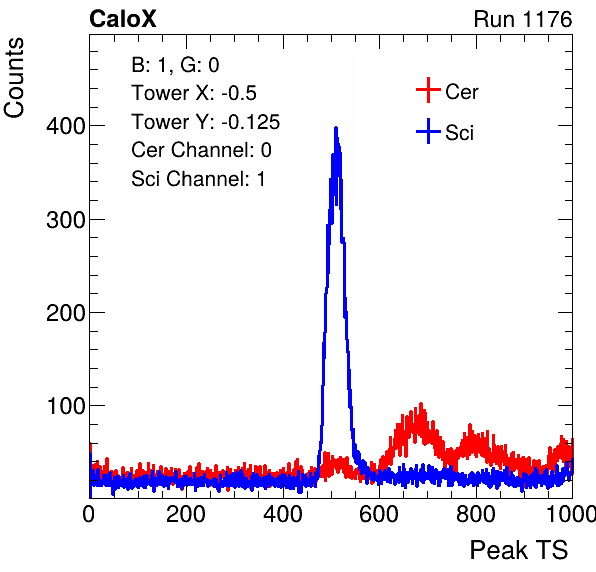 CaloX Run 1176
Counts
B: 1, G: 0
Tower X: -0.5
Tower Y: -0.125
Cer Channel: 0
Sci Channel: 1
Cer
Sci
400
300
200
100
0 200 400 600 800 1000
Peak TS